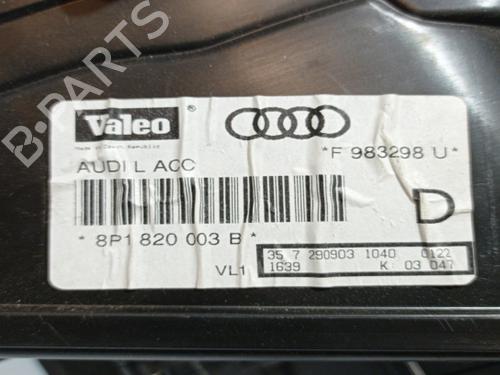 B-PARTS
Valeo ®
Made in Czech Republic
*F 983298 U*
AUDI L ACC
D
* 8P1 820 003 B *
VL1
35 7 290903 1040 0122
1639 K: 03 047